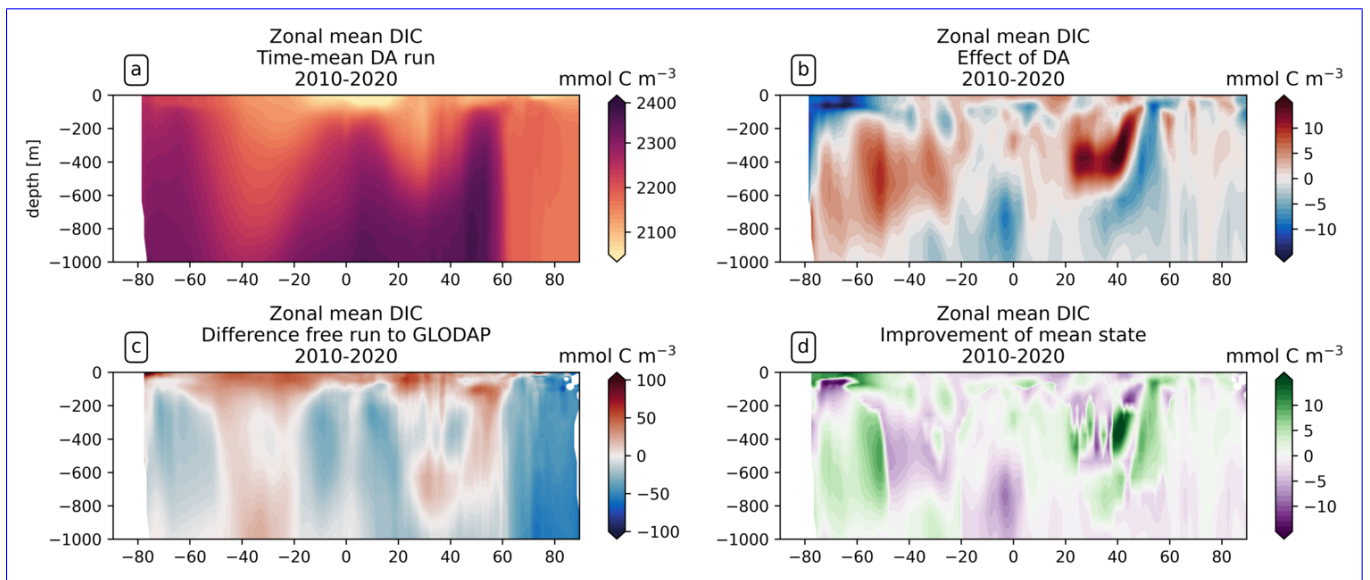 Zonal mean DIC
Time-mean DA run
2010-2020
a
mmol C m⁻³
depth [m]
0
−200
−400
−600
−800
−1000
−80 −60 −40 −20 0 20 40 60 80
2400
2300
2200
2100
Zonal mean DIC
Effect of DA
2010-2020
b
mmol C m⁻³
0
−200
−400
−600
−800
−1000
−80 −60 −40 −20 0 20 40 60 80
10
5
0
−5
−10
Zonal mean DIC
Difference free run to GLODAP
2010-2020
c
mmol C m⁻³
0
−200
−400
−600
−800
−1000
−80 −60 −40 −20 0 20 40 60 80
100
50
0
−50
−100
Zonal mean DIC
Improvement of mean state
2010-2020
d
mmol C m⁻³
0
−200
−400
−600
−800
−1000
−80 −60 −40 −20 0 20 40 60 80
10
5
0
−5
−10